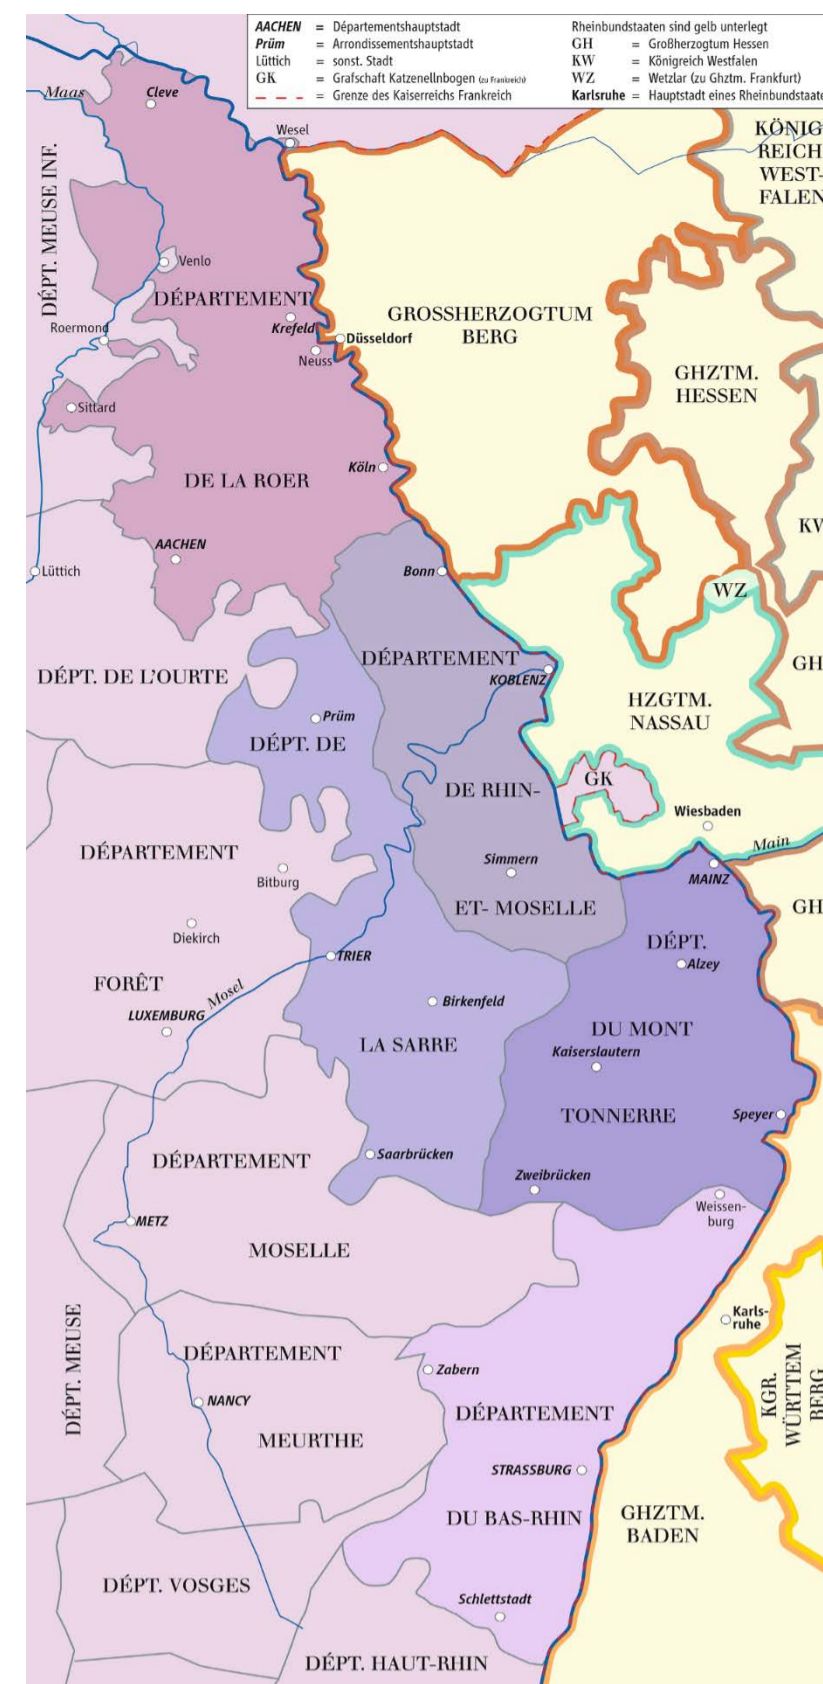 AACHEN = Départementshauptstadt
Prüm = Arrondissementshauptstadt
Lüttich = sonst. Stadt
GK = Grafschaft Katzenellnbogen (zu Frankreich)
= Grenze des Kaiserreichs Frankreich
Rheinbundstaaten sind gelb unterlegt
GH = Großherzogtum Hessen
KW = Königreich Westfalen
WZ = Wetzlar (zu Ghztm. Frankfurt)
Karlsruhe = Hauptstadt eines Rheinbundstaate
Maas
Cleve
Wesel
KÖNIG
REICH
WEST-
FALEN
DÉPT. MEUSE INF.
Venlo
DÉPARTEMENT
Roermond
Krefeld
Düsseldorf
Neuss
GROSSHERZOGTUM
BERG
GHZTM.
HESSEN
Sittard
Köln
DE LA ROER
AACHEN
KW
Lüttich
Bonn
WZ
DÉPARTEMENT
KOBLENZ
DÉPT. DE L'OURTE
GH
HZGTM.
NASSAU
Prüm
DÉPT. DE
GK
DE RHIN-
Wiesbaden
Main
DÉPARTEMENT
Simmern
MAINZ
Bitburg
ET- MOSELLE
GH
Diekirch
DÉPT.
TRIER
Alzey
FORÊT
Mosel
LUXEMBURG
Birkenfeld
DU MONT
LA SARRE
Kaiserslautern
TONNERRE
Speyer
DÉPARTEMENT
Saarbrücken
Zweibrücken
Weissen-
burg
METZ
MOSELLE
DÉPT. MEUSE
Karls-
ruhe
DÉPARTEMENT
Zabern
KGR.
WÜRTTEM
BERG
NANCY
DÉPARTEMENT
MEURTHE
STRASSBURG
DU BAS-RHIN
GHZTM.
BADEN
DÉPT. VOSGES
Schlettstadt
DÉPT. HAUT-RHIN